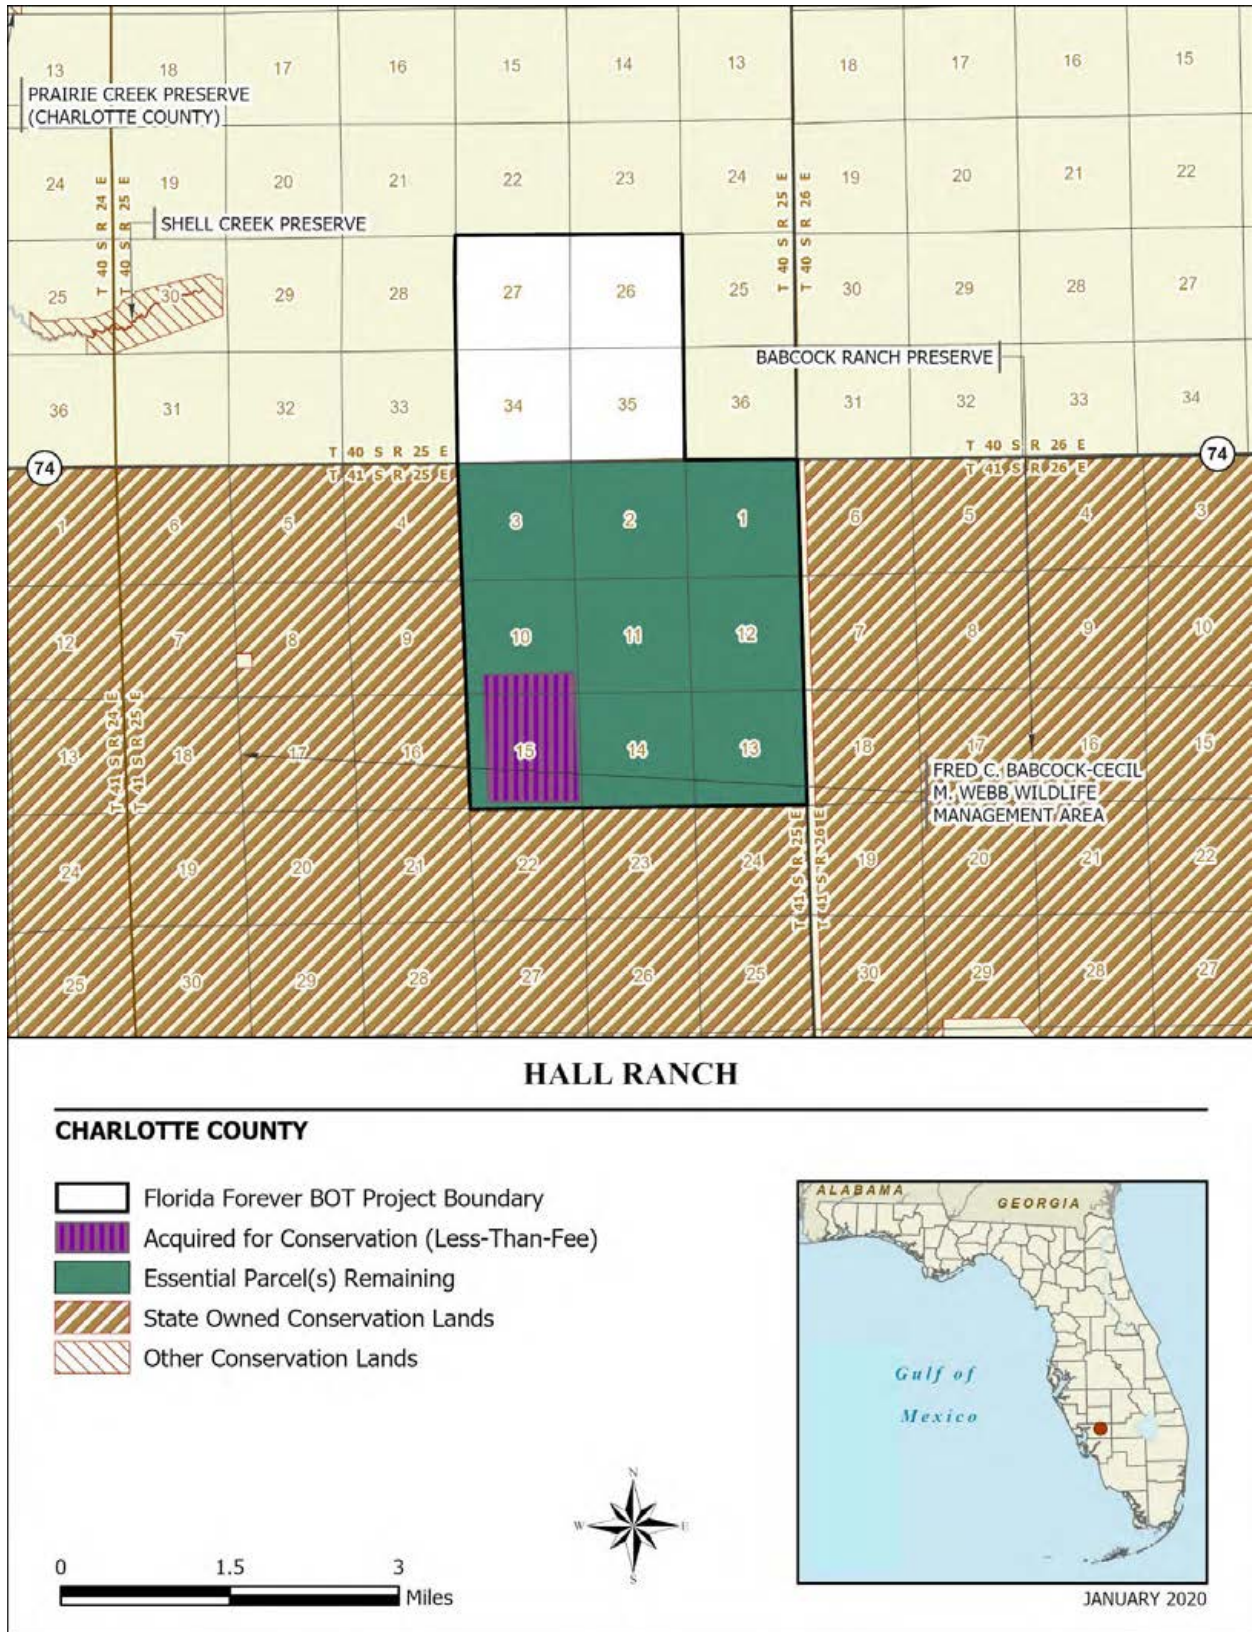 13 18 17 16 15 14 13 18 17 16 15
PRAIRIE CREEK PRESERVE
(CHARLOTTE COUNTY)
24 19 20 21 22 23 24 19 20 21 22
T 40 S R 24 E
T 40 S R 25 E
T 40 S R 25 E
T 40 S R 26 E
SHELL CREEK PRESERVE
25 30 29 28 27 26 25 30 29 28 27
BABCOCK RANCH PRESERVE
36 31 32 33 34 35 36 31 32 33 34
T 40 S R 25 E
T 40 S R 26 E
74
74
T 41 S R 25 E
T 41 S R 26 E
1 6 5 4 3 2 1 6 5 4 3
12 7 8 9 10 11 12 7 8 9 10
T 41 S R 24 E
T 41 S R 25 E
13 18 17 16 15 14 13 18 17 16 15
FRED C. BABCOCK-CECIL
M. WEBB WILDLIFE
MANAGEMENT AREA
T 41 S R 25 E
T 41 S R 26 E
24 19 20 21 22 23 24 19 20 21 22
25 30 29 28 27 26 25 30 29 28 27
HALL RANCH
CHARLOTTE COUNTY
Florida Forever BOT Project Boundary
Acquired for Conservation (Less-Than-Fee)
Essential Parcel(s) Remaining
State Owned Conservation Lands
Other Conservation Lands
ALABAMA
GEORGIA
Gulf of
Mexico
N
W E
S
0 1.5 3
Miles
JANUARY 2020